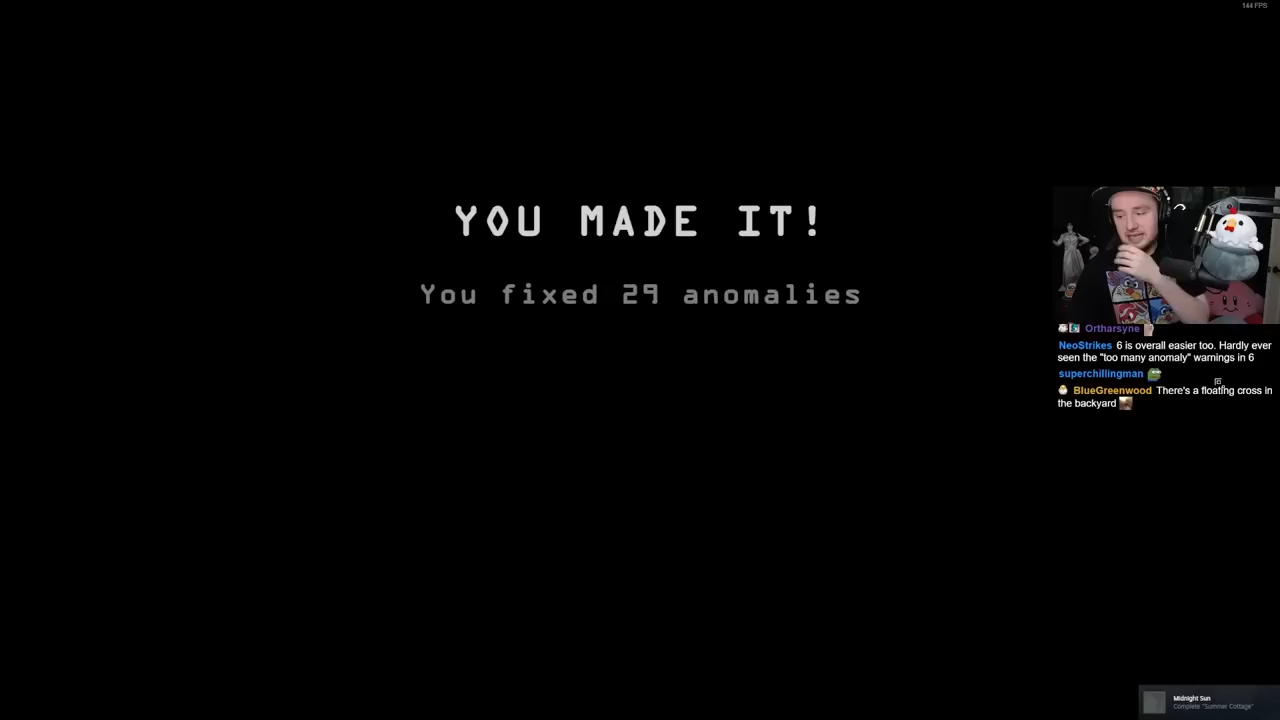 144 FPS
YOU MADE IT!
You fixed 29 anomalies
Ortharsyne
NeoStrikes 6 is overall easier too. Hardly ever
seen the "too many anomaly" warnings in 6
superchillingman
BlueGreenwood There's a floating cross in
the backyard
Midnight Sun
Complete "Summer Cottage"